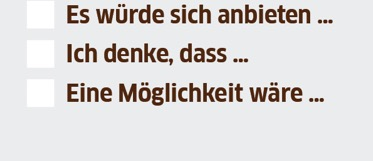 Es würde sich anbieten ...
Ich denke, dass ...
Eine Möglichkeit wäre ...